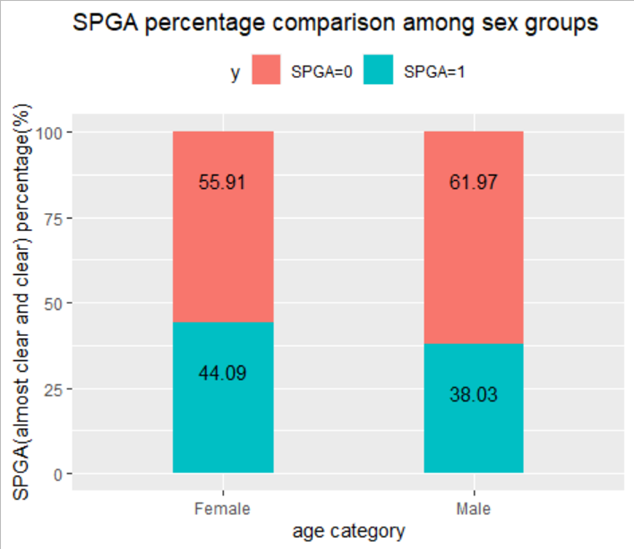 SPGA percentage comparison among sex groups
y SPGA=0 SPGA=1
SPGA(almost clear and clear) percentage(%)
100
75
50
25
0
55.91
61.97
44.09
38.03
Female Male
age category